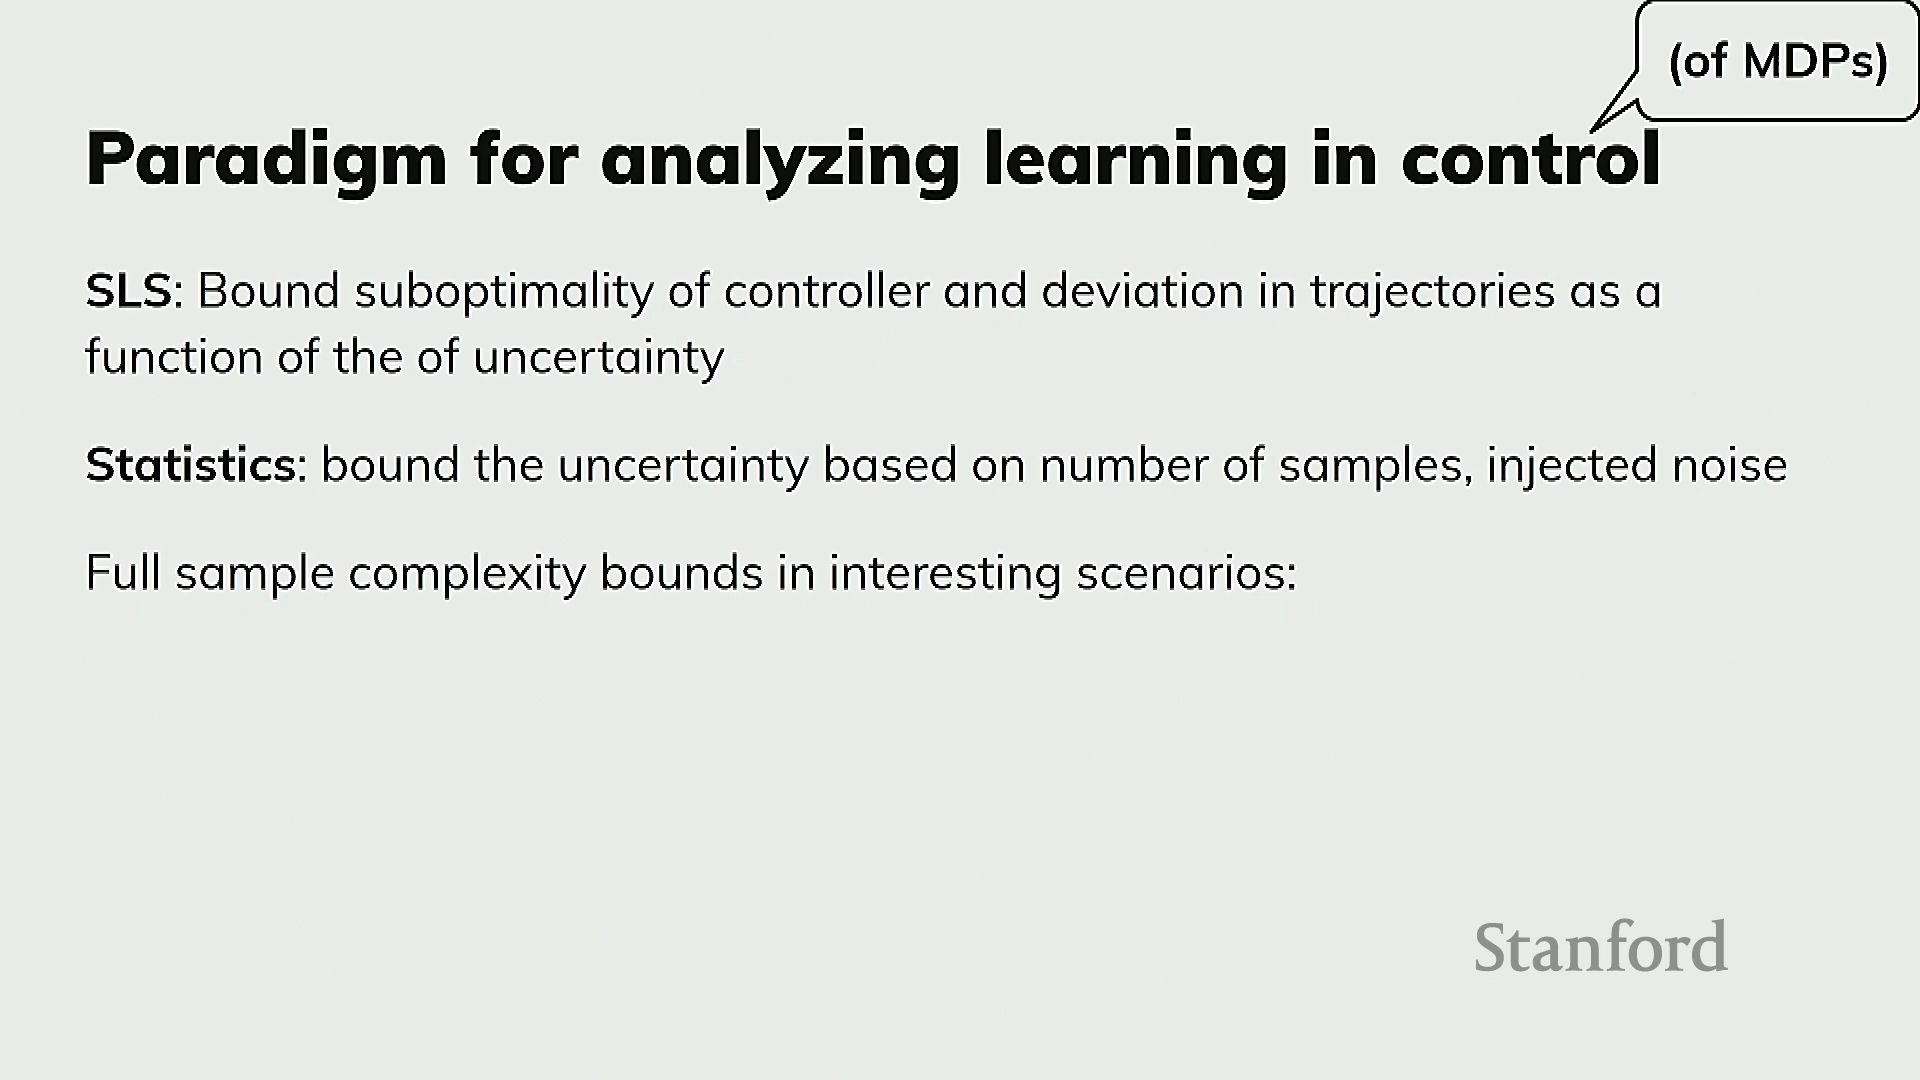 (of MDPs)
Paradigm for analyzing learning in control
SLS: Bound suboptimality of controller and deviation in trajectories as a
function of the of uncertainty
Statistics: bound the uncertainty based on number of samples, injected noise
Full sample complexity bounds in interesting scenarios:
Stanford